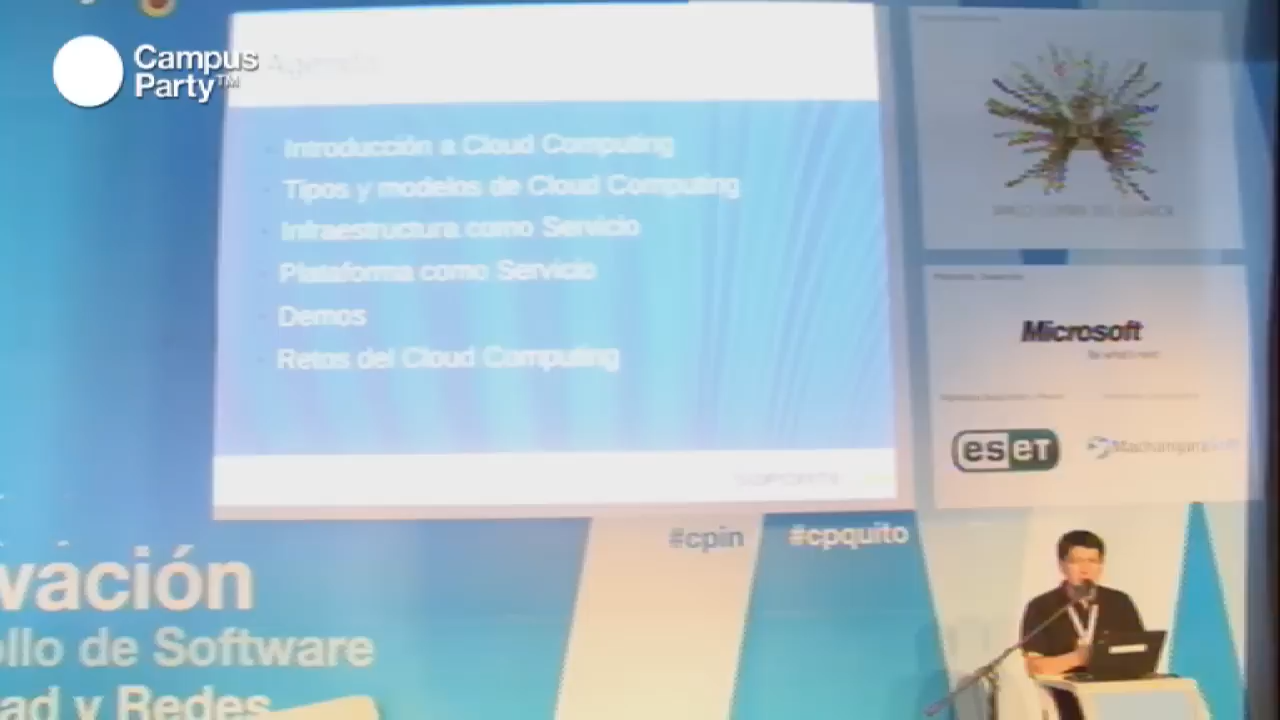 Campus
Party™
Agenda
Introducción a Cloud Computing
Tipos y modelos de Cloud Computing
Infraestructura como Servicio
Plataforma como Servicio
Demos
Retos del Cloud Computing
Microsoft
eseT
#cpin
#cpquito
vación
ollo de Software
ad y Redes